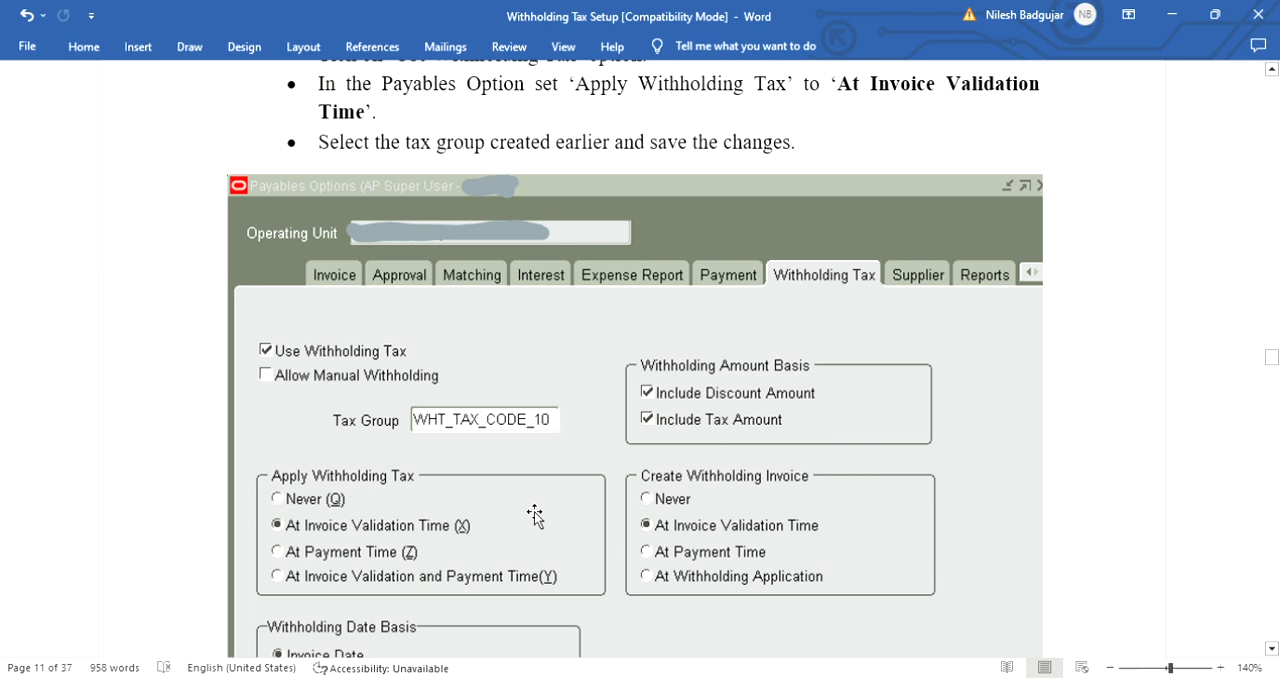 Withholding Tax Setup [Compatibility Mode] - Word
Nilesh Badgujar NB
File Home Insert Draw Design Layout References Mailings Review View Help Tell me what you want to do
• In the Payables Option set ‘Apply Withholding Tax’ to ‘At Invoice Validation
Time’.
• Select the tax group created earlier and save the changes.
Payables Options (AP Super User -
Operating Unit
Invoice Approval Matching Interest Expense Report Payment Withholding Tax Supplier Reports
Use Withholding Tax
Allow Manual Withholding
Tax Group WHT_TAX_CODE_10
Withholding Amount Basis
Include Discount Amount
Include Tax Amount
Apply Withholding Tax
Never (Q)
At Invoice Validation Time (X)
At Payment Time (Z)
At Invoice Validation and Payment Time(Y)
Create Withholding Invoice
Never
At Invoice Validation Time
At Payment Time
At Withholding Application
Withholding Date Basis
Invoice Date
Page 11 of 37 958 words English (United States) Accessibility: Unavailable 140%